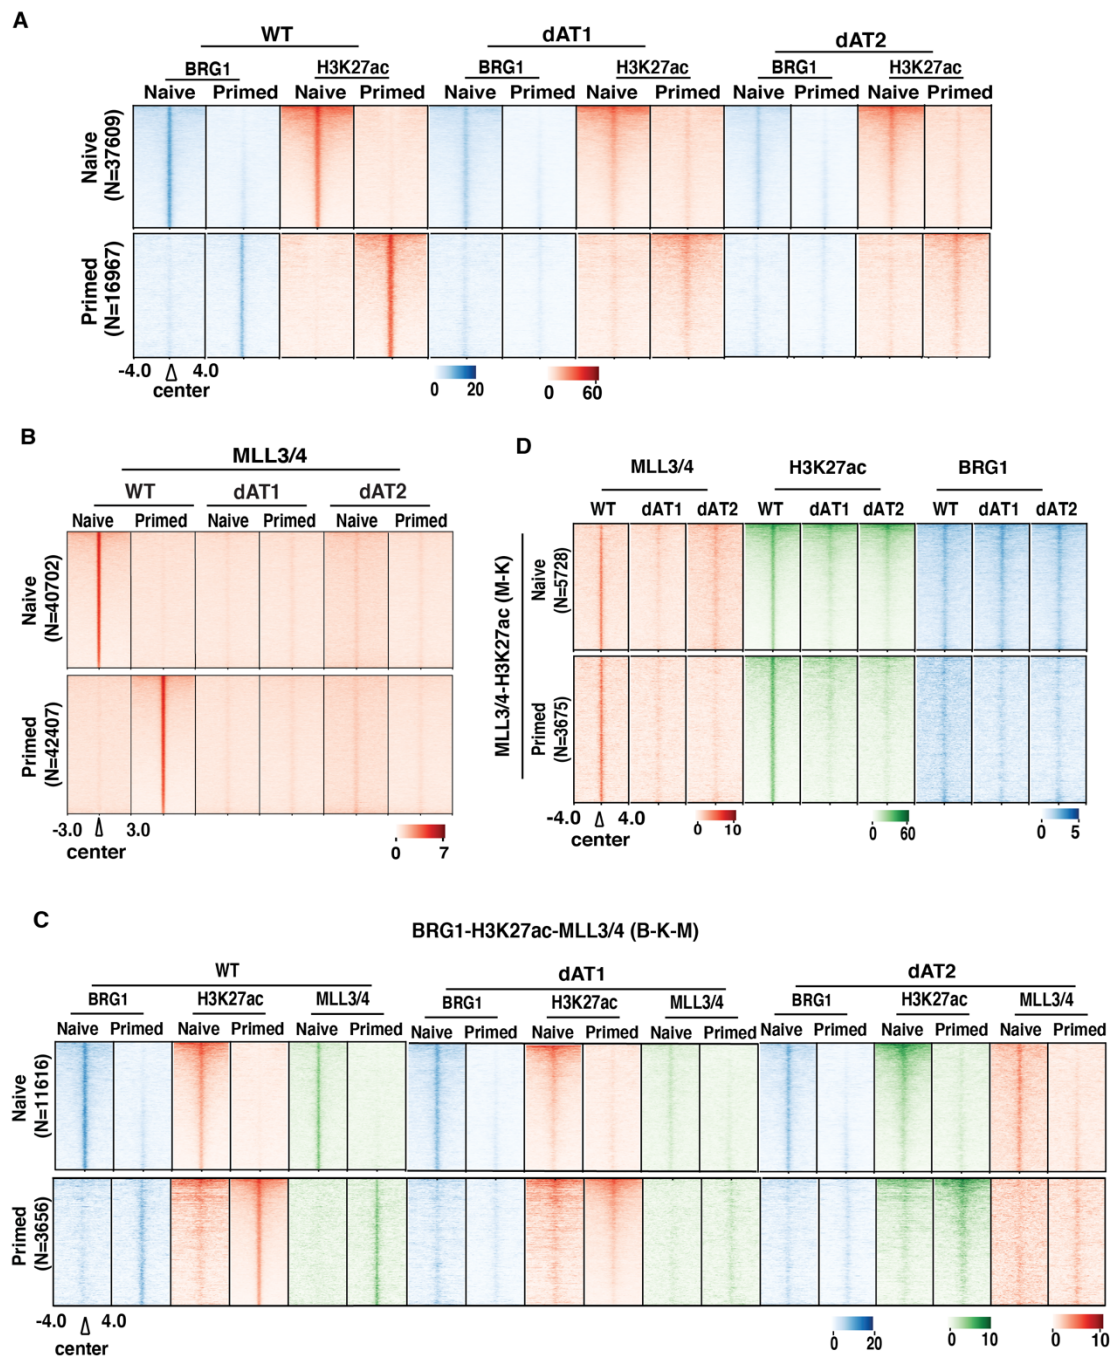 A
WT
dAT1
dAT2
BRG1 H3K27ac BRG1 H3K27ac BRG1 H3K27ac
Naive Primed Naive Primed Naive Primed Naive Primed Naive Primed Naive Primed
Naive
(N=37609)
Primed
(N=16967)
-4.0 Δ 4.0
center
0 20
0 60
B
MLL3/4
WT dAT1 dAT2
Naive Primed Naive Primed Naive Primed
Naive
(N=40702)
Primed
(N=42407)
-3.0 Δ 3.0
center
0 7
D
MLL3/4 H3K27ac BRG1
WT dAT1 dAT2 WT dAT1 dAT2 WT dAT1 dAT2
MLL3/4-H3K27ac (M-K)
Naive
(N=5728)
Primed
(N=3675)
-4.0 Δ 4.0
center
0 10
0 60
0 5
C
BRG1-H3K27ac-MLL3/4 (B-K-M)
WT dAT1 dAT2
BRG1 H3K27ac MLL3/4 BRG1 H3K27ac MLL3/4 BRG1 H3K27ac MLL3/4
Naive Primed Naive Primed Naive Primed Naive Primed Naive Primed Naive Primed Naive Primed Naive Primed Naive Primed
Naive
(N=11616)
Primed
(N=3656)
-4.0 Δ 4.0
center
0 20
0 10
0 10